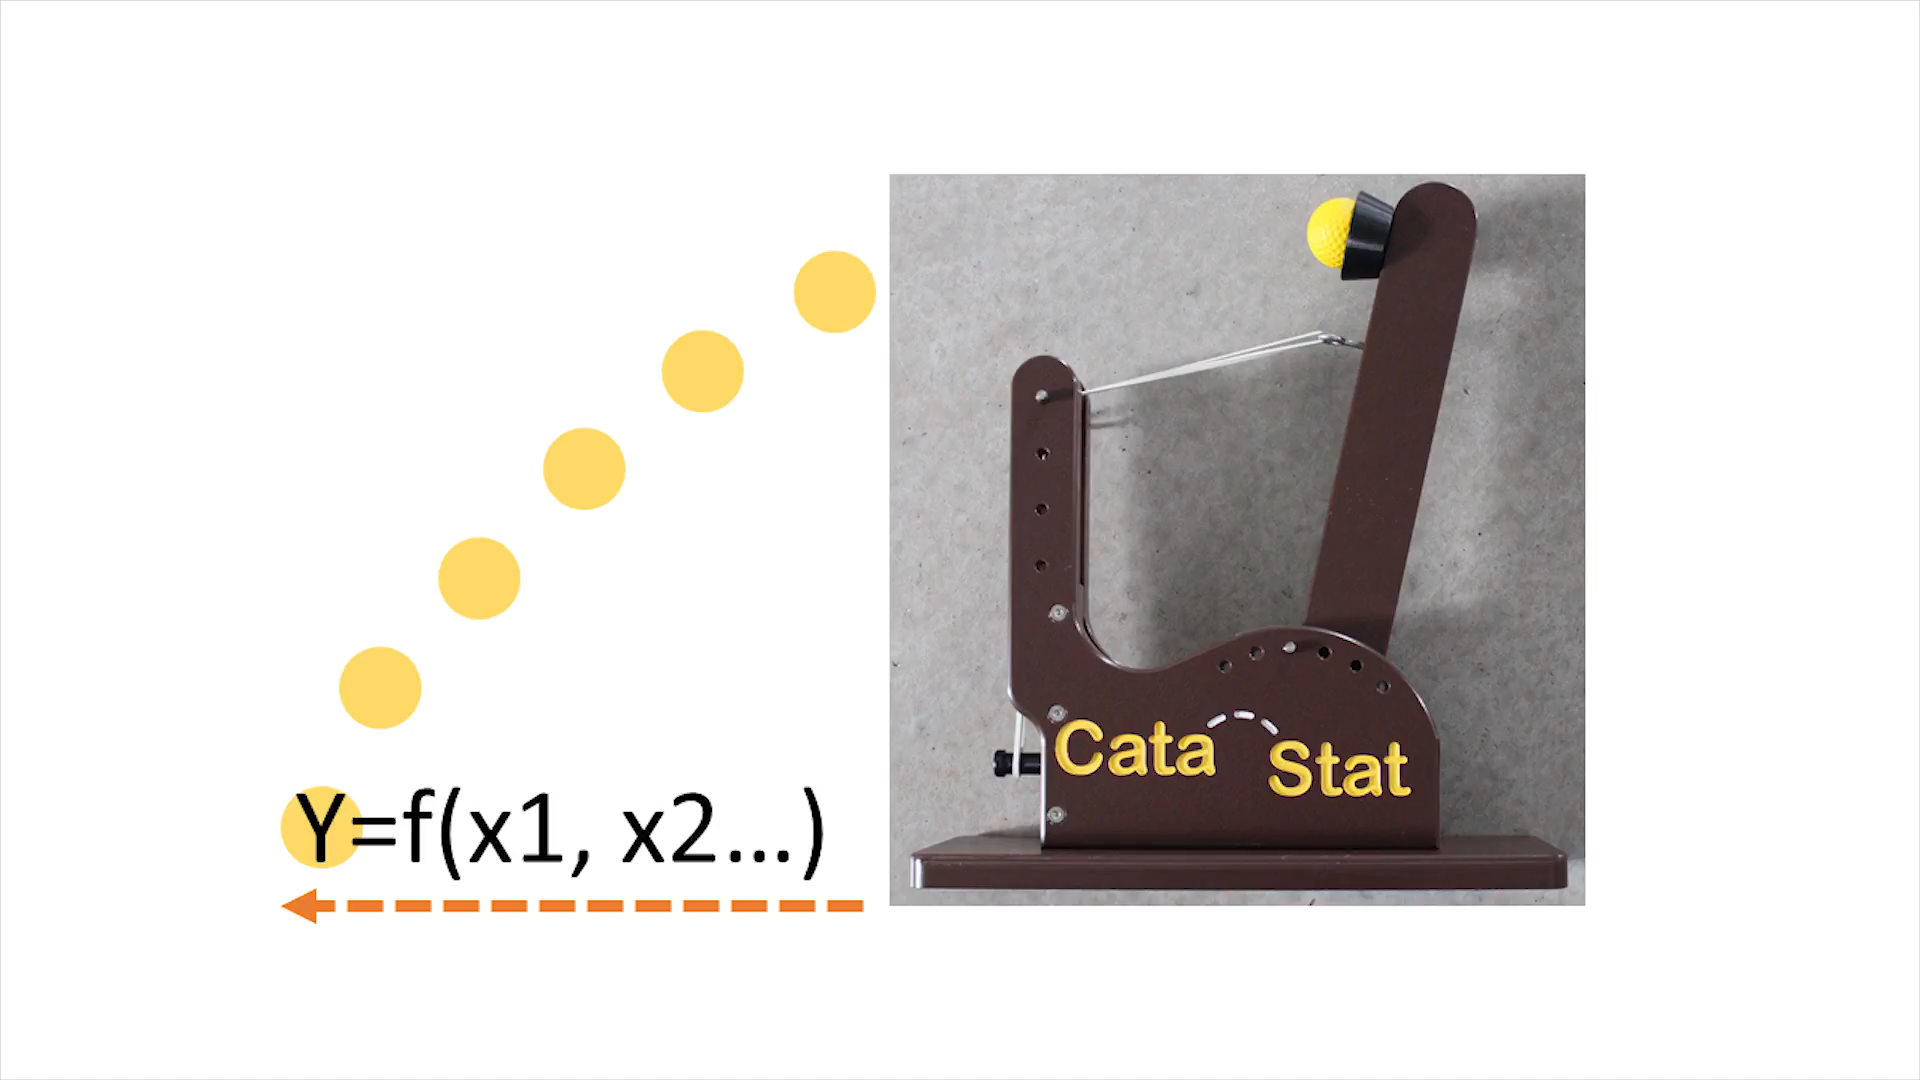 Y=f(x1, x2...)
Cata
Stat